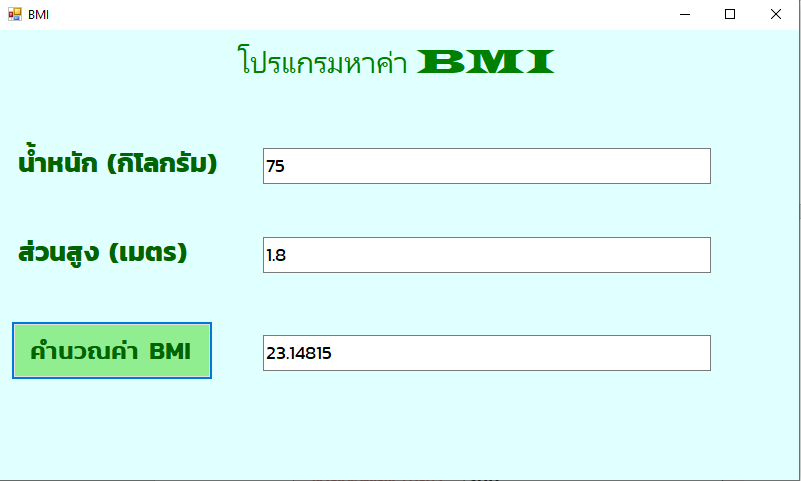 BMI
โปรแกรมหาค่า BMI
น้ำหนัก (กิโลกรัม) 75
ส่วนสูง (เมตร) 1.8
คำนวณค่า BMI 23.14815